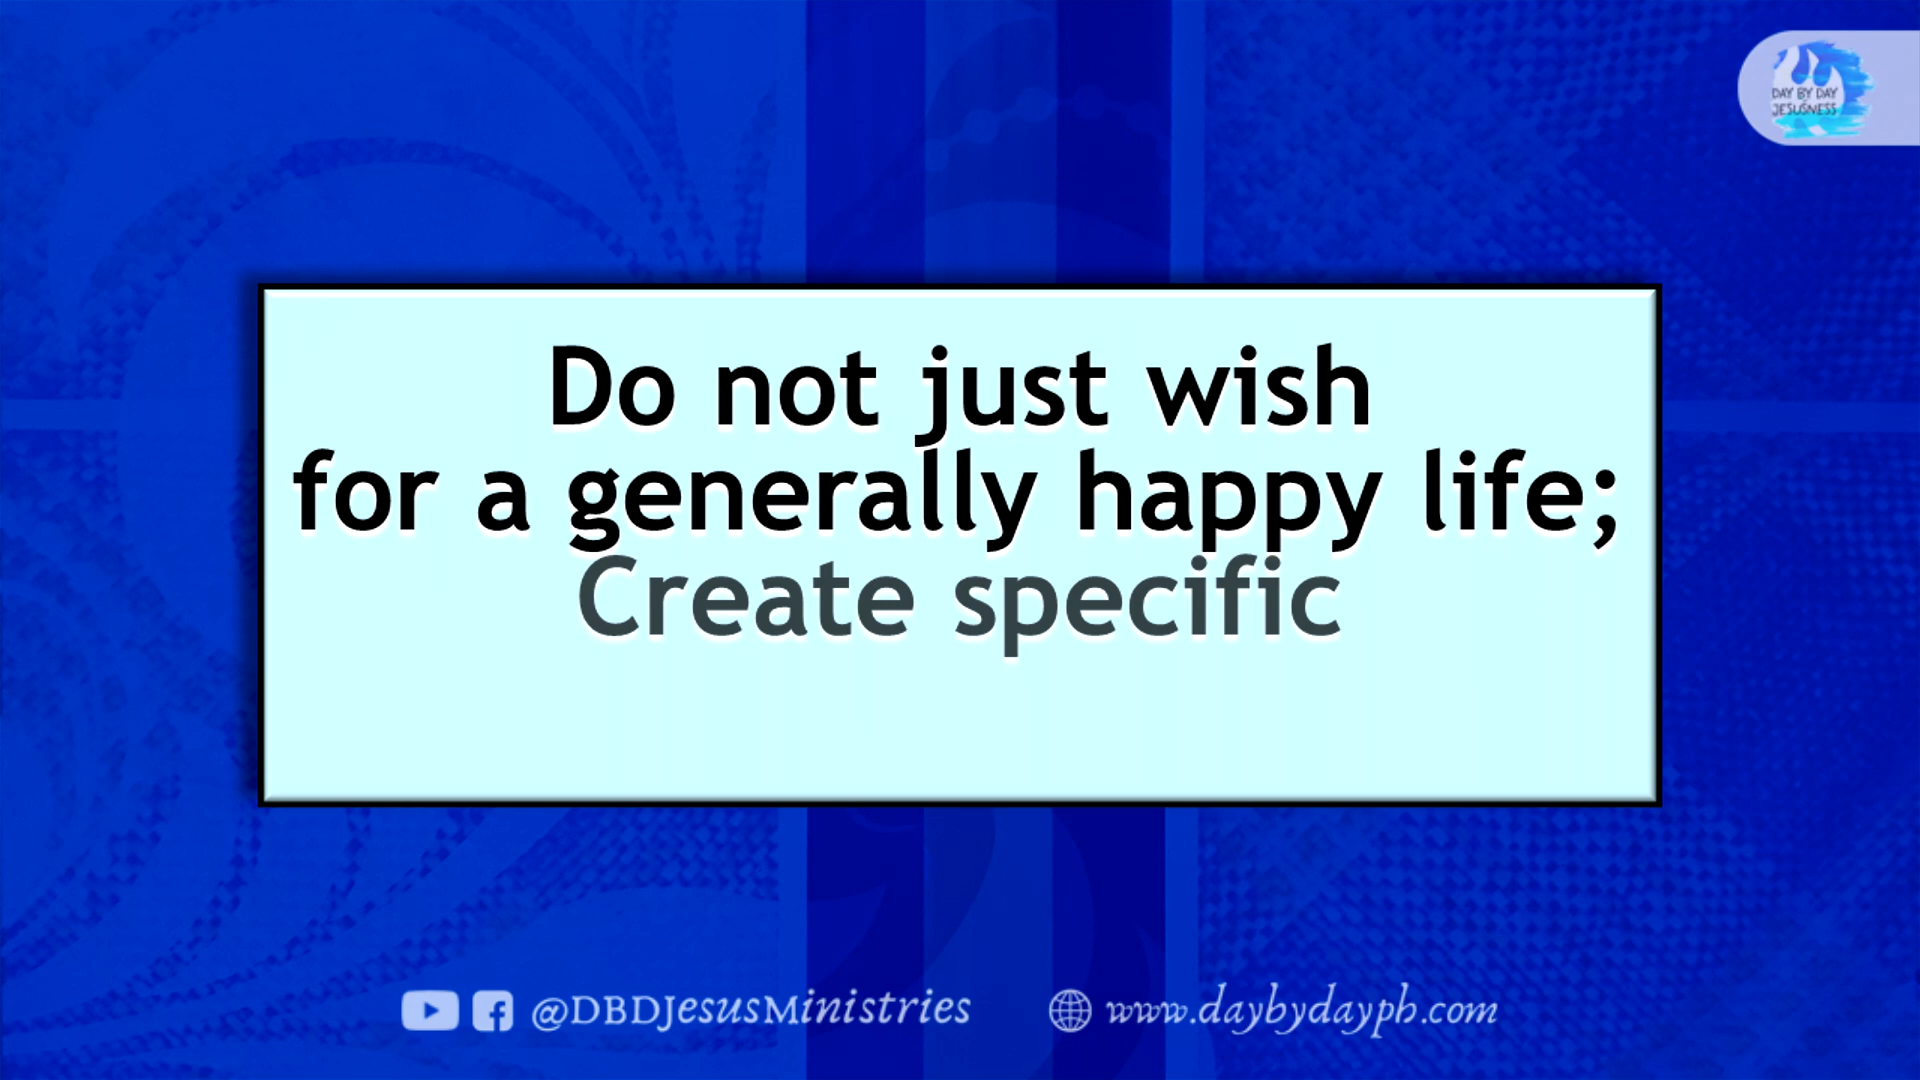 DAY BY DAY
JESUSNESS
Do not just wish
for a generally happy life;
Create specific
@DBDJesusMinistries
www.daybydayph.com